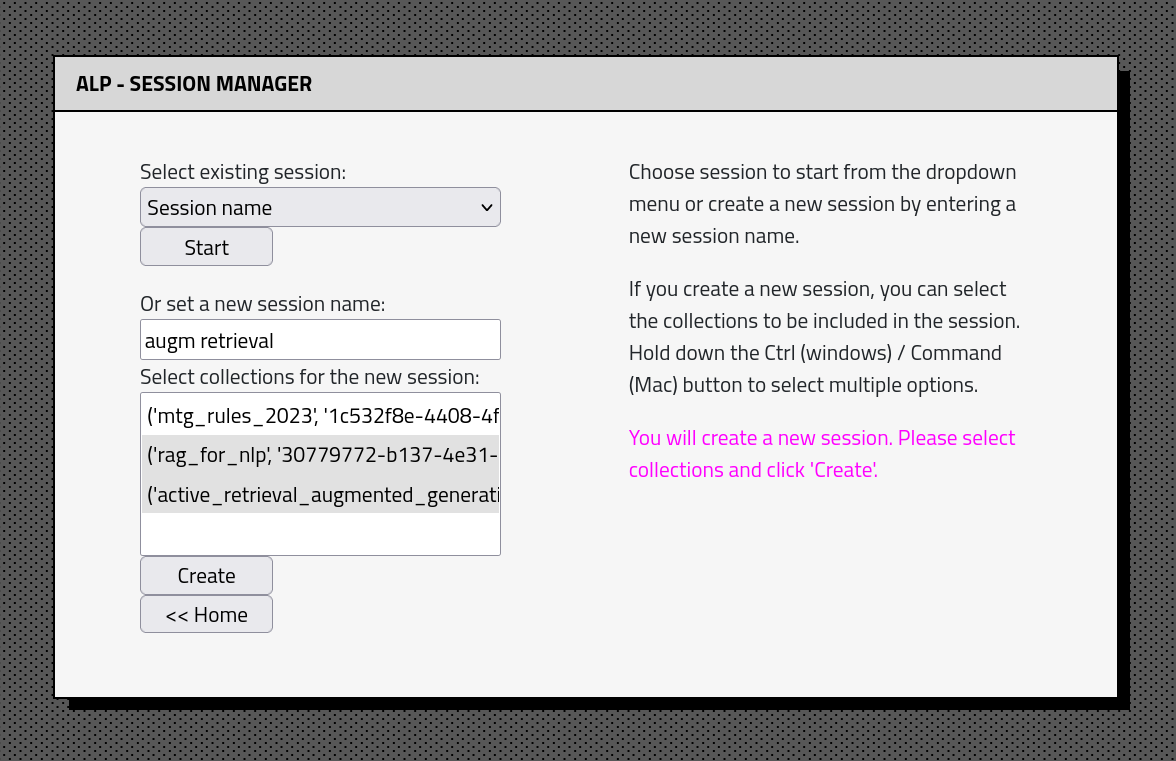 ALP - SESSION MANAGER
Select existing session:
Session name
Start
Or set a new session name:
augm retrieval
Select collections for the new session:
('mtg_rules_2023', '1c532f8e-4408-4f
('rag_for_nlp', '30779772-b137-4e31-
('active_retrieval_augmented_generati
Create
<< Home
Choose session to start from the dropdown
menu or create a new session by entering a
new session name.
If you create a new session, you can select
the collections to be included in the session.
Hold down the Ctrl (windows) / Command
(Mac) button to select multiple options.
You will create a new session. Please select
collections and click 'Create'.